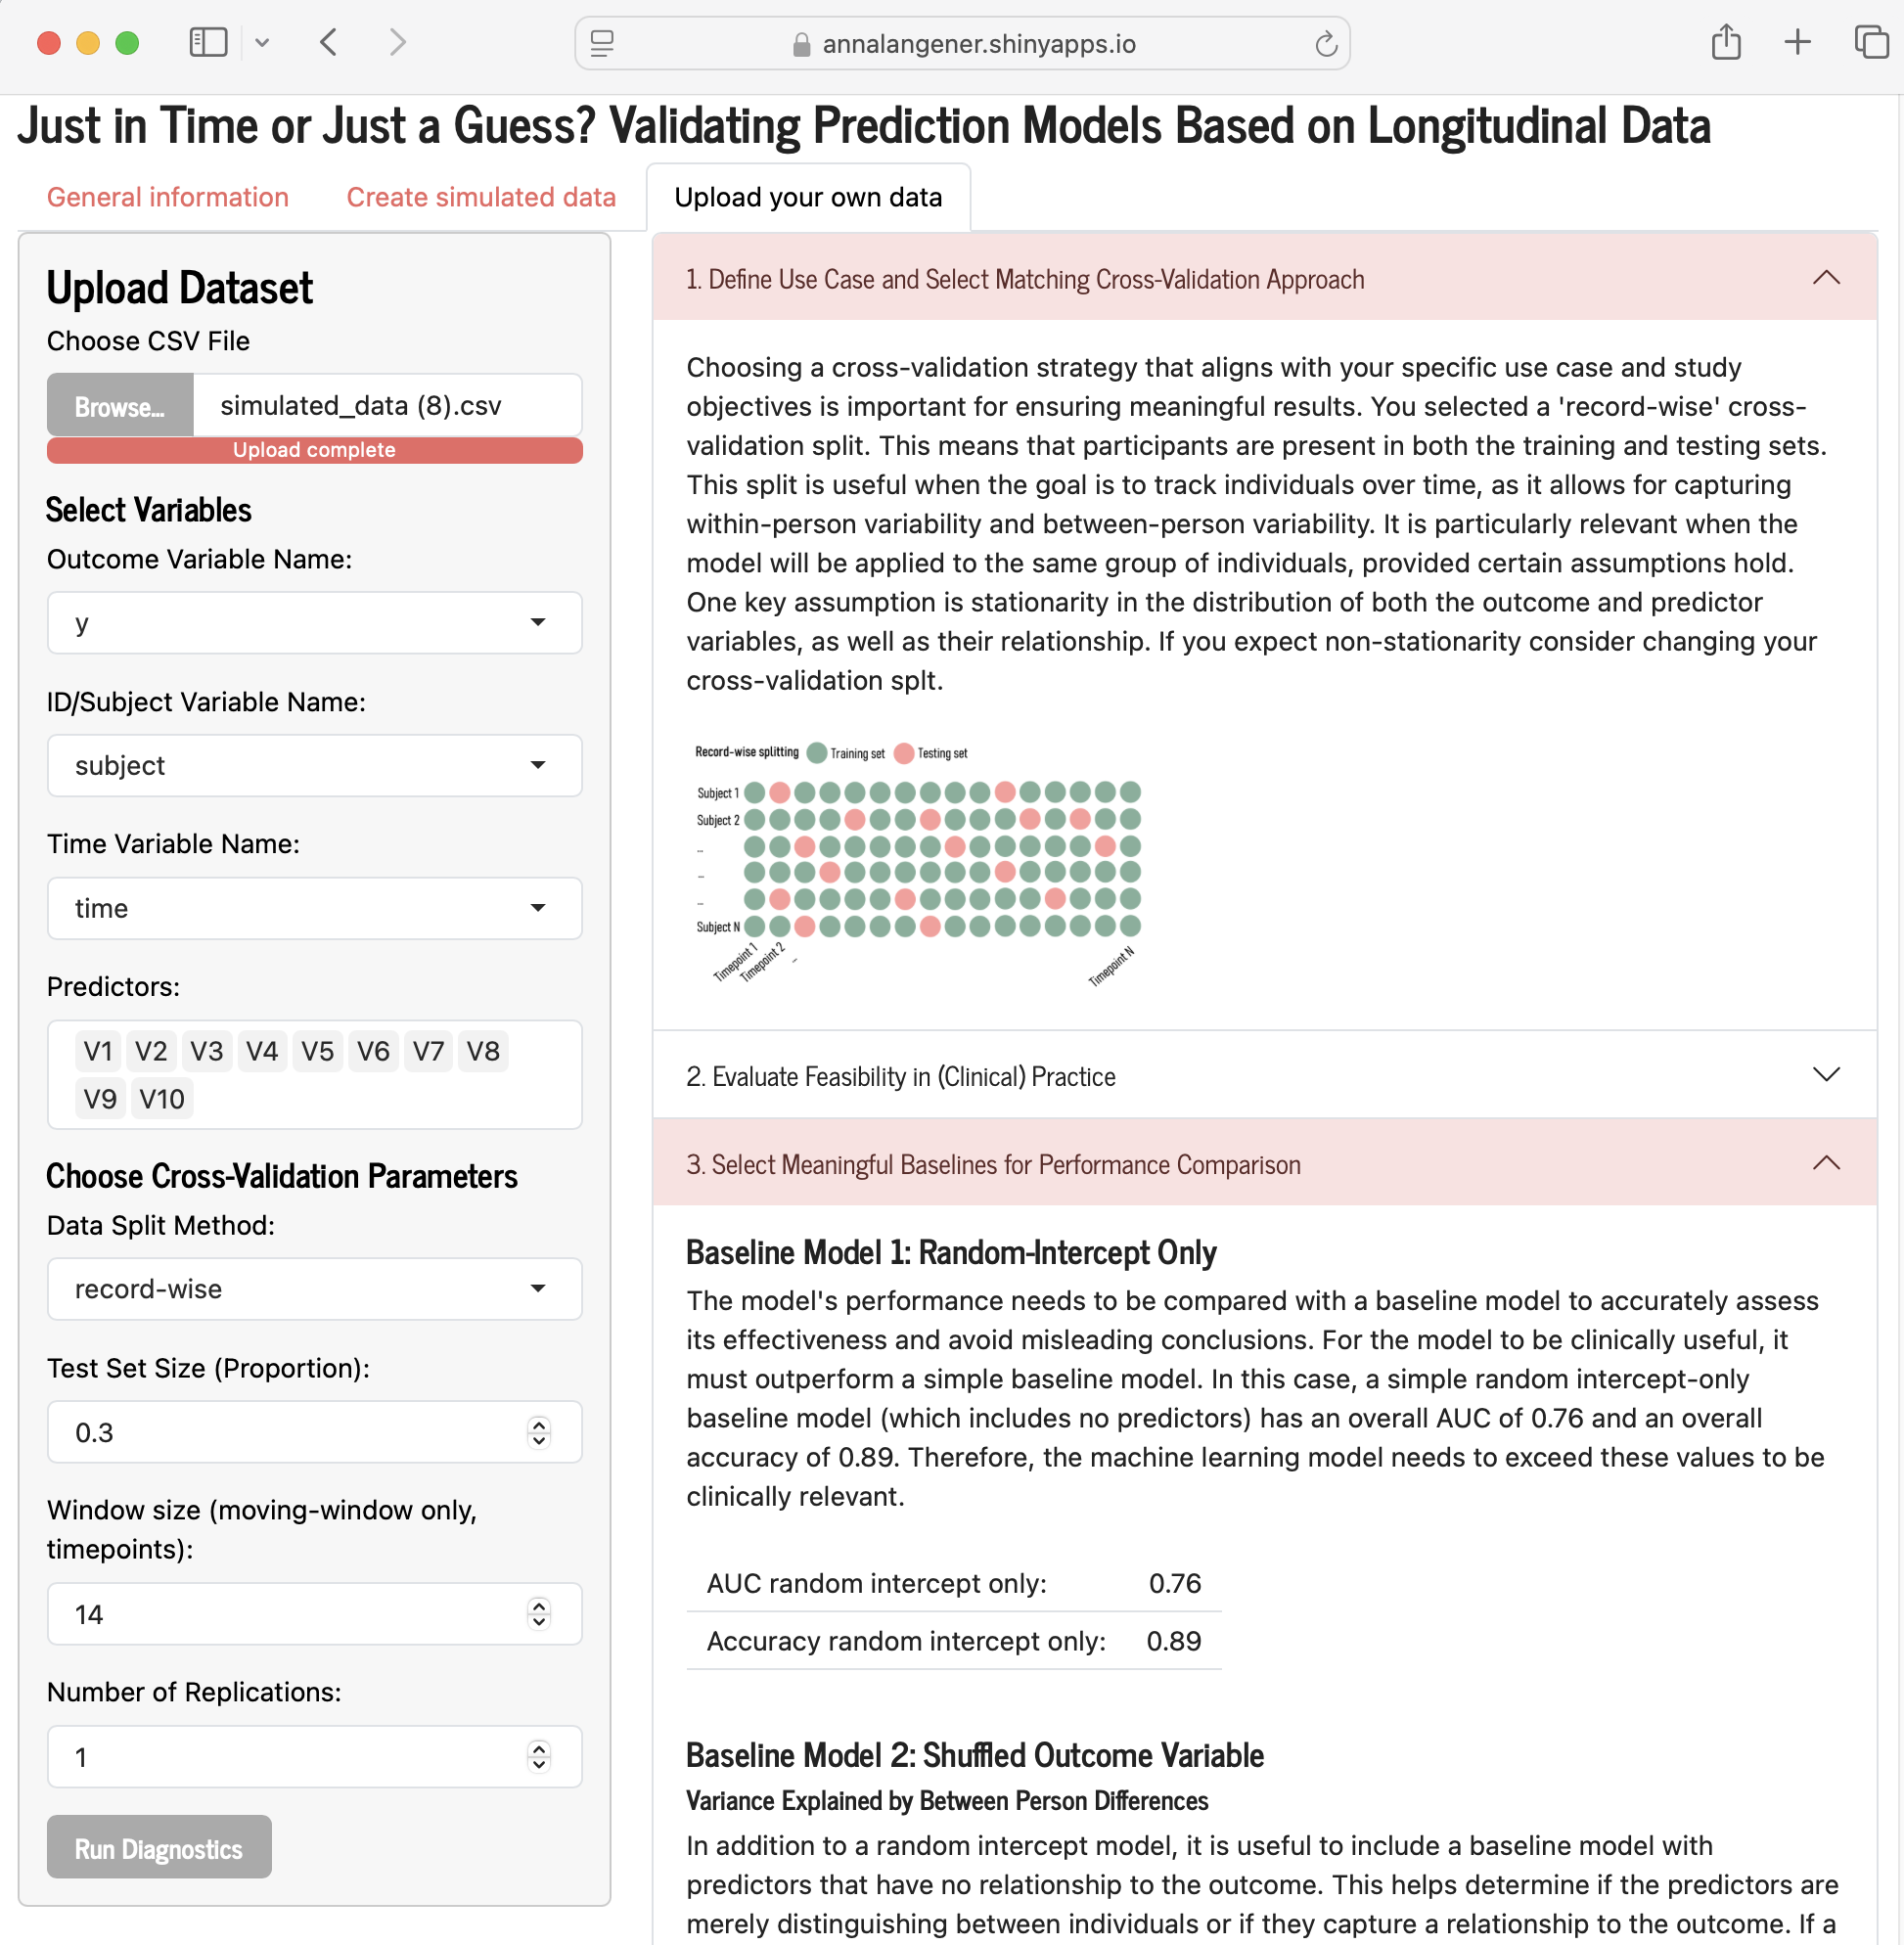 annalangener.shinyapps.io
Just in Time or Just a Guess? Validating Prediction Models Based on Longitudinal Data
General information
Create simulated data
Upload your own data
Upload Dataset
Choose CSV File
Browse...
simulated_data (8).csv
Upload complete
Select Variables
Outcome Variable Name:
y
ID/Subject Variable Name:
subject
Time Variable Name:
time
Predictors:
V1 V2 V3 V4 V5 V6 V7 V8
V9 V10
Choose Cross-Validation Parameters
Data Split Method:
record-wise
Test Set Size (Proportion):
0.3
Window size (moving-window only,
timepoints):
14
Number of Replications:
1
Run Diagnostics
1. Define Use Case and Select Matching Cross-Validation Approach
Choosing a cross-validation strategy that aligns with your specific use case and study
objectives is important for ensuring meaningful results. You selected a 'record-wise' cross-
validation split. This means that participants are present in both the training and testing sets.
This split is useful when the goal is to track individuals over time, as it allows for capturing
within-person variability and between-person variability. It is particularly relevant when the
model will be applied to the same group of individuals, provided certain assumptions hold.
One key assumption is stationarity in the distribution of both the outcome and predictor
variables, as well as their relationship. If you expect non-stationarity consider changing your
cross-validation splt.
Record-wise splitting Training set Testing set
Subject 1
Subject 2
...
...
...
Subject N
Timepoint 1
Timepoint 2
...
Timepoint N
2. Evaluate Feasibility in (Clinical) Practice
3. Select Meaningful Baselines for Performance Comparison
Baseline Model 1: Random-Intercept Only
The model's performance needs to be compared with a baseline model to accurately assess
its effectiveness and avoid misleading conclusions. For the model to be clinically useful, it
must outperform a simple baseline model. In this case, a simple random intercept-only
baseline model (which includes no predictors) has an overall AUC of 0.76 and an overall
accuracy of 0.89. Therefore, the machine learning model needs to exceed these values to be
clinically relevant.
AUC random intercept only: 0.76
Accuracy random intercept only: 0.89
Baseline Model 2: Shuffled Outcome Variable
Variance Explained by Between Person Differences
In addition to a random intercept model, it is useful to include a baseline model with
predictors that have no relationship to the outcome. This helps determine if the predictors are
merely distinguishing between individuals or if they capture a relationship to the outcome. If a